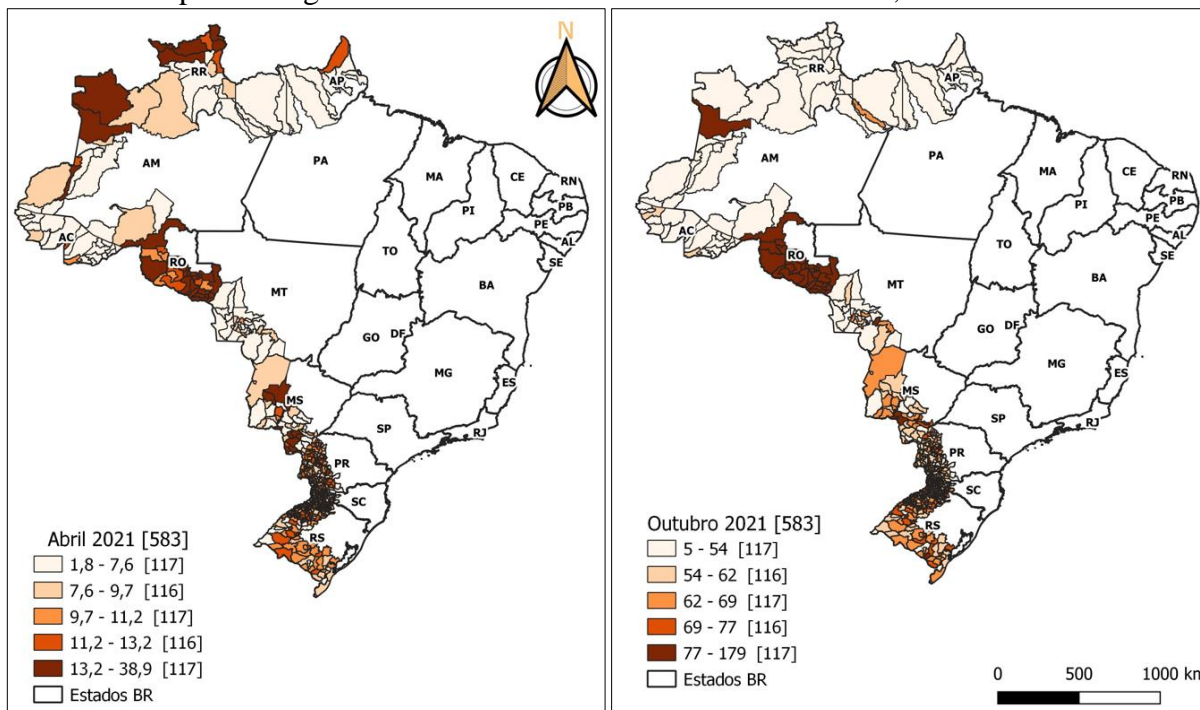 N
RR
AP
AM
PA
MA
CE
RN
PB
PI
PE
AL
SE
AC
RO
TO
BA
MT
GO
DF
MG
ES
MS
SP
RJ
PR
SC
RS
Abril 2021 [583]
1,8 - 7,6 [117]
7,6 - 9,7 [116]
9,7 - 11,2 [117]
11,2 - 13,2 [116]
13,2 - 38,9 [117]
Estados BR
RR
AP
AM
PA
MA
CE
RN
PB
PI
PE
AL
SE
AC
RO
TO
BA
MT
GO
DF
MG
ES
MS
SP
RJ
PR
SC
RS
Outubro 2021 [583]
5 - 54 [117]
54 - 62 [116]
62 - 69 [117]
69 - 77 [116]
77 - 179 [117]
Estados BR
0 500 1000 km